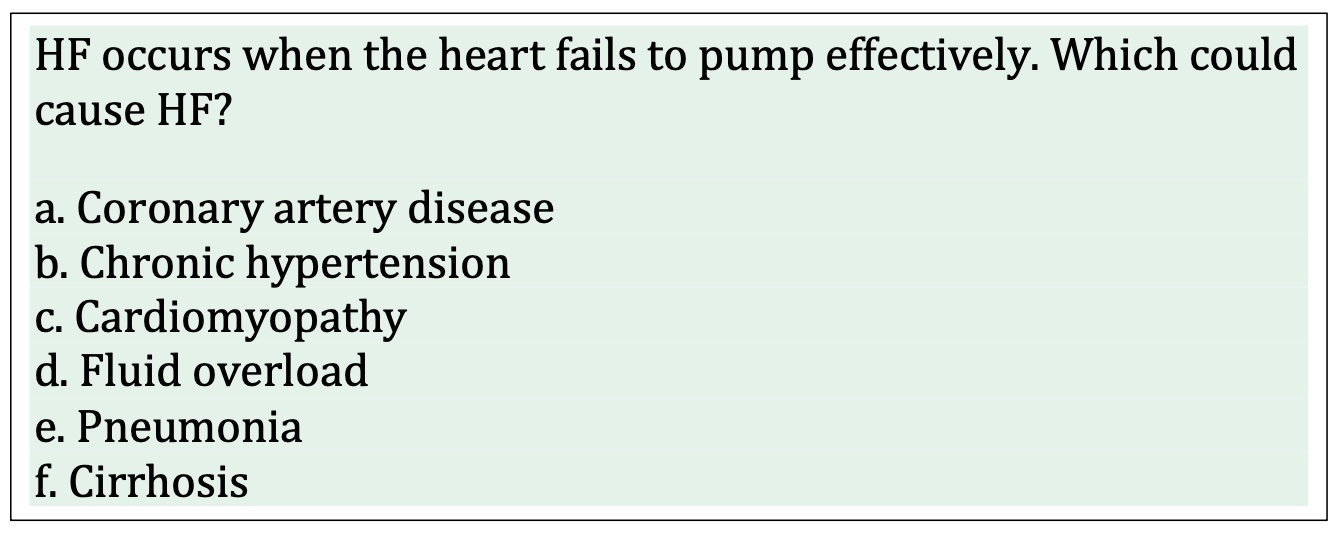 HF occurs when the heart fails to pump effectively. Which could
cause HF?
a. Coronary artery disease
b. Chronic hypertension
c. Cardiomyopathy
d. Fluid overload
e. Pneumonia
f. Cirrhosis